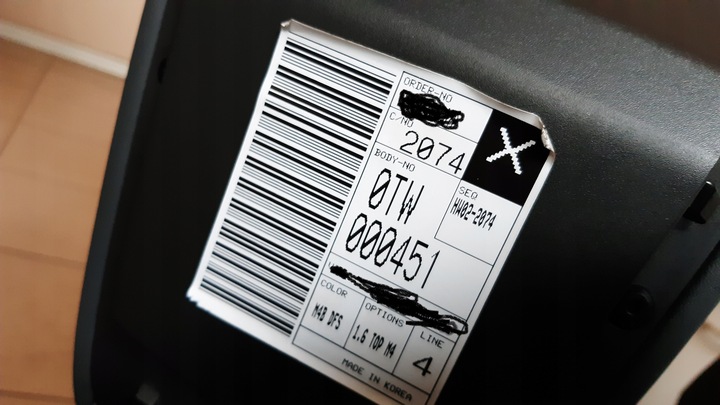 ORDER-NO
C/NO
2074
X
BODY-NO
0TW
000451
SEQ
HW02-2074
COLOR
M4B DFS
OPTIONS
1.6 TOP M4
LINE
4
MADE IN KOREA